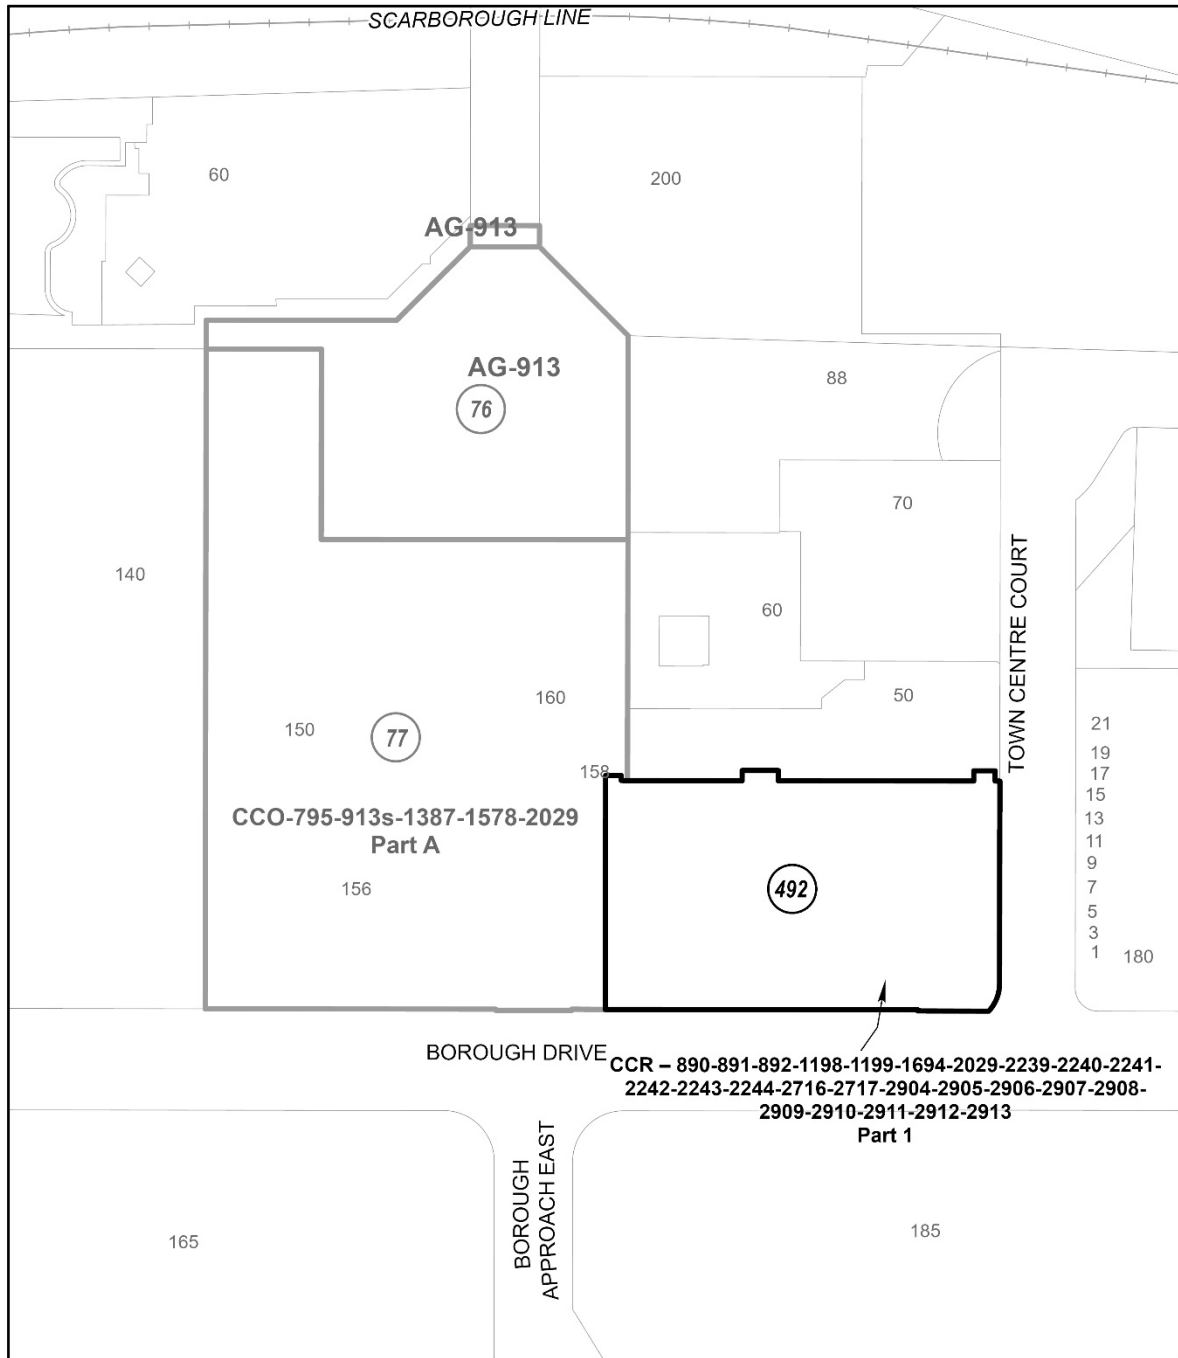 SCARBOROUGH LINE
60
200
AG-913
AG-913
76
88
70
140
60
TOWN CENTRE COURT
160
50
150
77
21
19
17
158
15
CCO-795-913s-1387-1578-2029
Part A
13
11
9
156
492
7
5
3
1
180
BOROUGH DRIVE
CCR – 890-891-892-1198-1199-1694-2029-2239-2240-2241-
2242-2243-2244-2716-2717-2904-2905-2906-2907-2908-
2909-2910-2911-2912-2913
Part 1
BOROUGH
APPROACH EAST
165
185